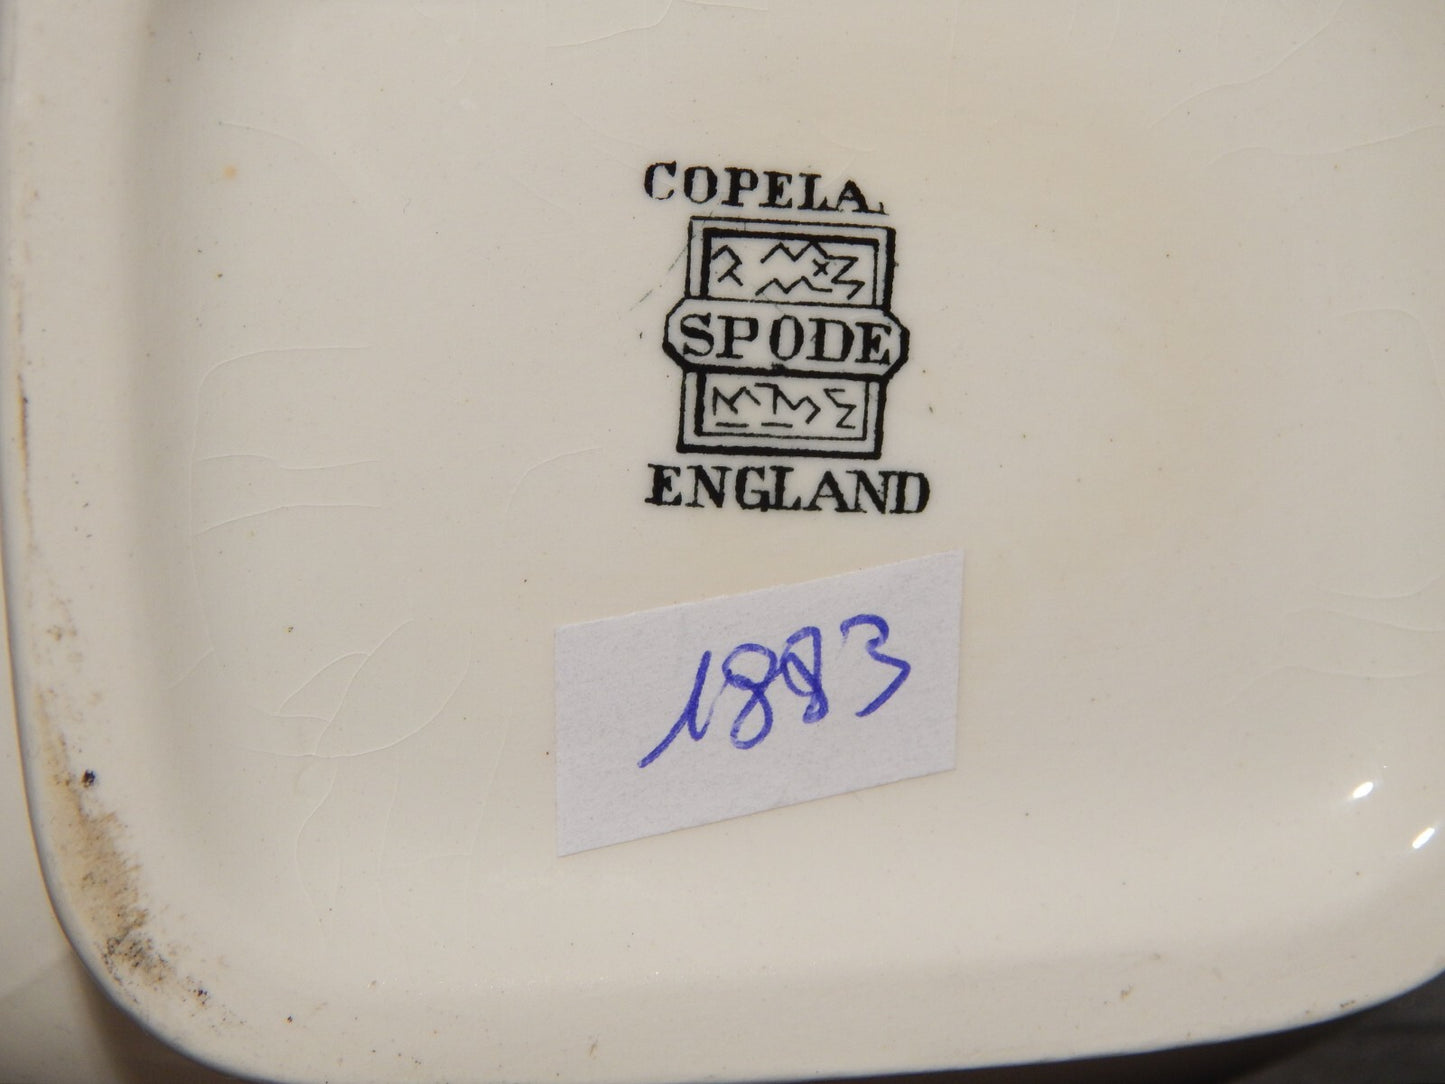 COPELA
SPODE
ENGLAND
1883